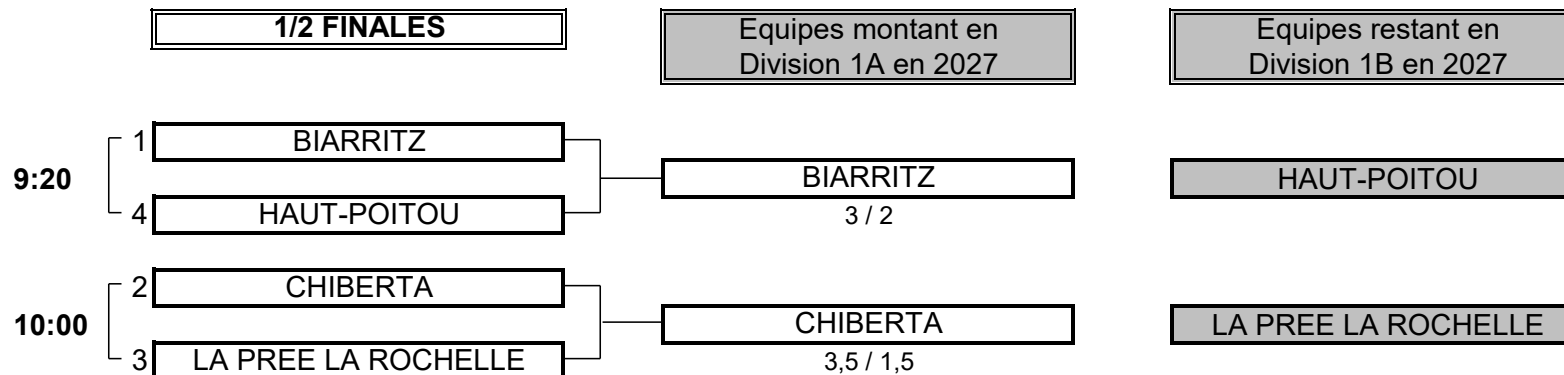 1/2 FINALES
Equipes montant en
Division 1A en 2027
Equipes restant en
Division 1B en 2027
9:20
1 BIARRITZ
4 HAUT-POITOU
BIARRITZ
3 / 2
HAUT-POITOU
10:00
2 CHIBERTA
3 LA PREE LA ROCHELLE
CHIBERTA
3,5 / 1,5
LA PREE LA ROCHELLE